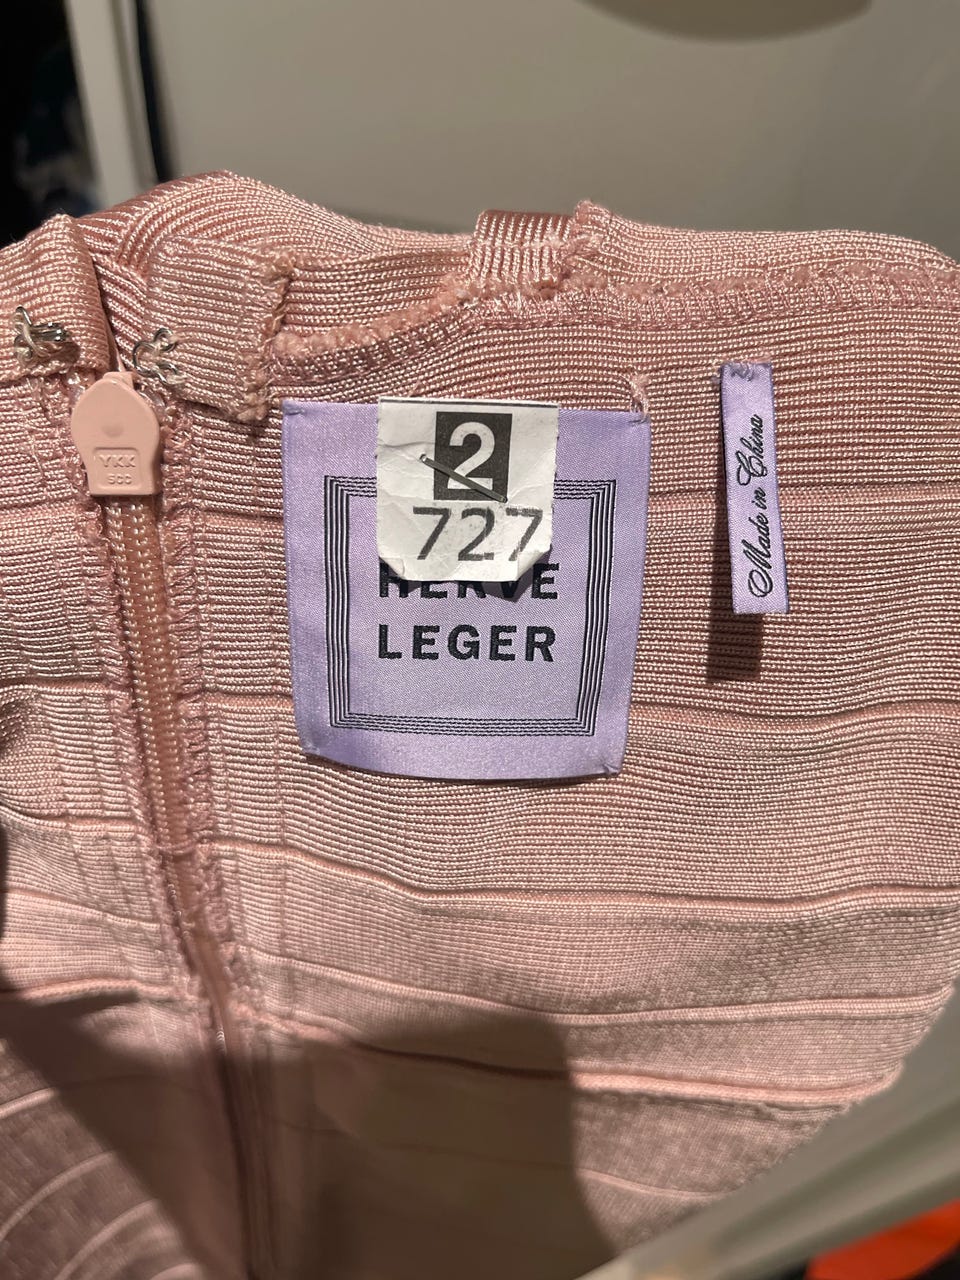 2
727
HERVE
LEGER
Made in China
YKK